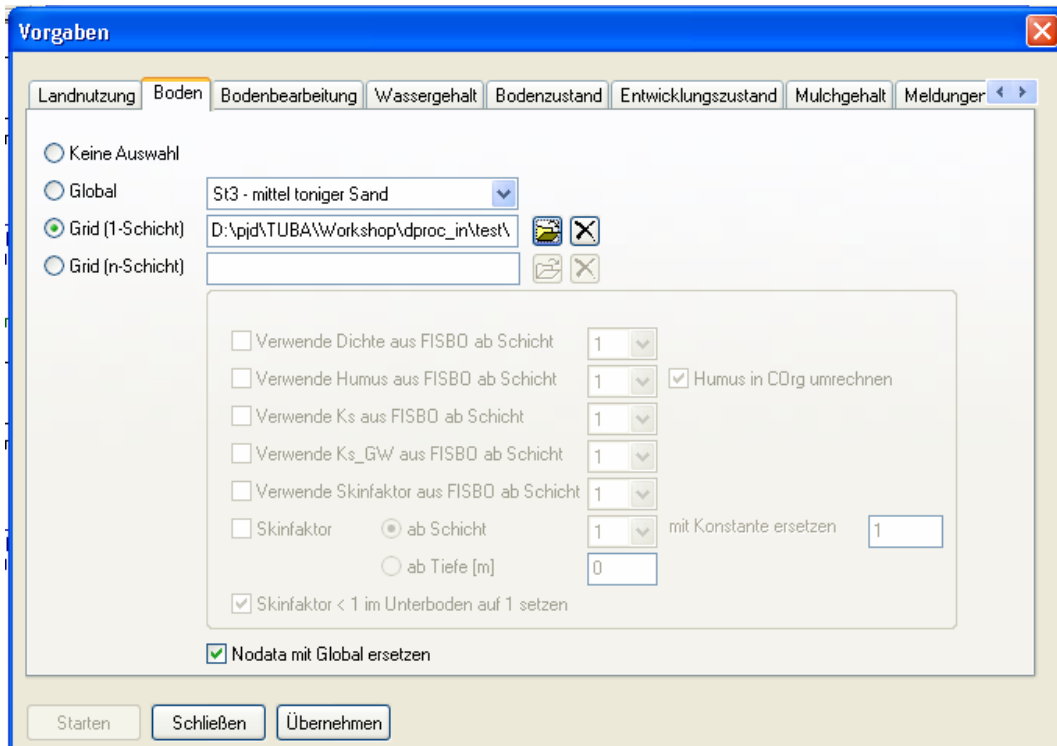 Vorgaben
Landnutzung Boden Bodenbearbeitung Wassergehalt Bodenzustand Entwicklungszustand Mulchgehalt Meldunger
Keine Auswahl
Global St3 - mittel toniger Sand
Grid (1-Schicht) D:\pjd\TUBA\Workshop\dproc_in\test\
Grid (n-Schicht)
Verwende Dichte aus FISBO ab Schicht 1
Verwende Humus aus FISBO ab Schicht 1 Humus in COrg umrechnen
Verwende Ks aus FISBO ab Schicht 1
Verwende Ks_GW aus FISBO ab Schicht 1
Verwende Skinfaktor aus FISBO ab Schicht 1
Skinfaktor ab Schicht 1 mit Konstante ersetzen 1
ab Tiefe [m] 0
Skinfaktor < 1 im Unterboden auf 1 setzen
Nodata mit Global ersetzen
Starten Schließen Übernehmen